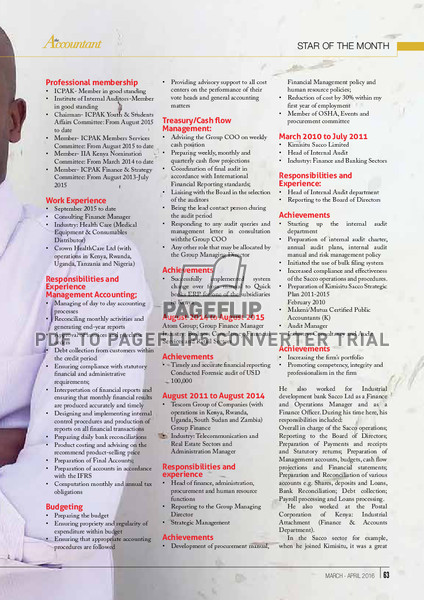 the
Accountant
STAR OF THE MONTH
Professional membership
• ICPAK- Member in good standing
• Institute of Internal Auditors-Member
in good standing
• Chairman- ICPAK Youth & Students
Affairs Committee: From August 2015
to date
• Member- ICPAK Members Services
Committee: From August 2015 to date
• Member- IIA Kenya Nomination
Committee: From March 2014 to date
• Member- ICPAK Finance & Strategy
Committee: From August 2013-July
2015
Work Experience
• September 2015 to date
• Consulting Finance Manager
• Industry: Health Care (Medical
Equipment & Consumables
Distributed)
• Crown HealthCare Ltd (with
operations in Kenya, Rwanda,
Uganda, Tanzania and Nigeria)
Responsibilities and
Experience
Management Accounting;
• Managing of day to day accounting
processes
• Reconciling monthly activities and
generating end-year reports
• Debt collection from customers within
the credit period
• Ensuring compliance with statutory
financial and administrative
requirements;
• Interpretation of financial reports and
ensuring that monthly financial results
are produced accurately and timely
• Designing and implementing internal
control procedures and production of
reports on all financial transactions
• Preparing daily bank reconciliations
• Product costing and advising on the
recommend product-selling price
• Preparation of Final Accounts;
• Preparation of accounts in accordance
with the IFRS
• Computation monthly and annual tax
obligations
Budgeting
• Preparing the budget
• Ensuring propriety and regularity of
expenditure within budget
• Ensuring that appropriate accounting
procedures are followed
• Providing advisory support to all cost
centers on the performance of their
vote heads and general accounting
matters
Treasury/Cash flow
Management:
• Advising the Group COO on weekly
cash position
• Preparing weekly, monthly and
quarterly cash flow projections
• Coordination of final audit in
accordance with International
Financial Reporting standards;
• Liaising with the Board in the selection
of the auditors
• Being the lead contact person during
the audit period
• Responding to any audit queries and
management letter in consultation
with the Group COO
• Any other role that may be allocated by
the Group Managing Director
Achievements
• Successfully implemented system
change over from to Quick
books ERP in one of the subsidiaries
August 2014 to August 2015
Atom Group; Group Finance Manager
Achievements
• Timely and accurate financial reporting
• Conducted Forensic audit of USD
100,000
August 2011 to August 2014
• Tescom Group of Companies (with
operations in Kenya, Rwanda,
Uganda, South Sudan and Zambia)
• Group Finance
• Industry: Telecommunication and
Real Estate Sectors and
Administration Manager
Responsibilities and
experience
• Head of finance, administration,
procurement and human resource
functions
• Reporting to the Group Managing
Director
• Strategic Management
Achievements
• Development of procurement manual,
Financial Management policy and
human resource policies;
• Reduction of cost by 30% within my
first year of employment
• Member of OSHA, Events and
procurement committee
March 2010 to July 2011
• Kimisitu Sacco Limited
• Head of Internal Audit
• Industry: Finance and Banking Sectors
Responsibilities and
Experience:
• Head of Internal Audit department
• Reporting to the Board of Directors
Achievements
• Starting up the internal audit
department
• Preparation of internal audit charter,
annual audit plans, internal audit
manual and risk management policy
• Initiated the use of bulk filing system
• Increased compliance and effectiveness
of the Sacco operations and procedures.
• Preparation of Kimisitu Sacco Strategic
Plan 2011-2015
February 2010
• Certified Public
Accountants (K)
• Audit Manager
• Industry: Consultancy and Audit
Achievements
• Increasing the firm's portfolio
• Promoting competency, integrity and
professionalism in the firm
He also worked for Industrial
development bank Sacco Ltd as a Finance
and Operations Manager and as a
Finance Officer. During his time here, his
responsibilities included:
Overall in charge of the Sacco operations;
Reporting to the Board of Directors;
Preparation of Payments and receipts
and Statutory returns; Preparation of
Management accounts, budgets, cash flow
projections and Financial statements;
Preparation and Reconciliation of various
accounts e.g. Shares, deposits and Loans,
Bank Reconciliation; Debt collection;
Payroll processing and Loans processing.
He also worked at the Postal
Corporation of Kenya: Industrial
Attachment (Finance & Accounts
Department).
In the Sacco sector for example,
when he joined Kimisitu, it was a great
PAGEFLIP
PDF TO PAGEFLIP CONVERTER TRIAL
MARCH - APRIL 2016 63